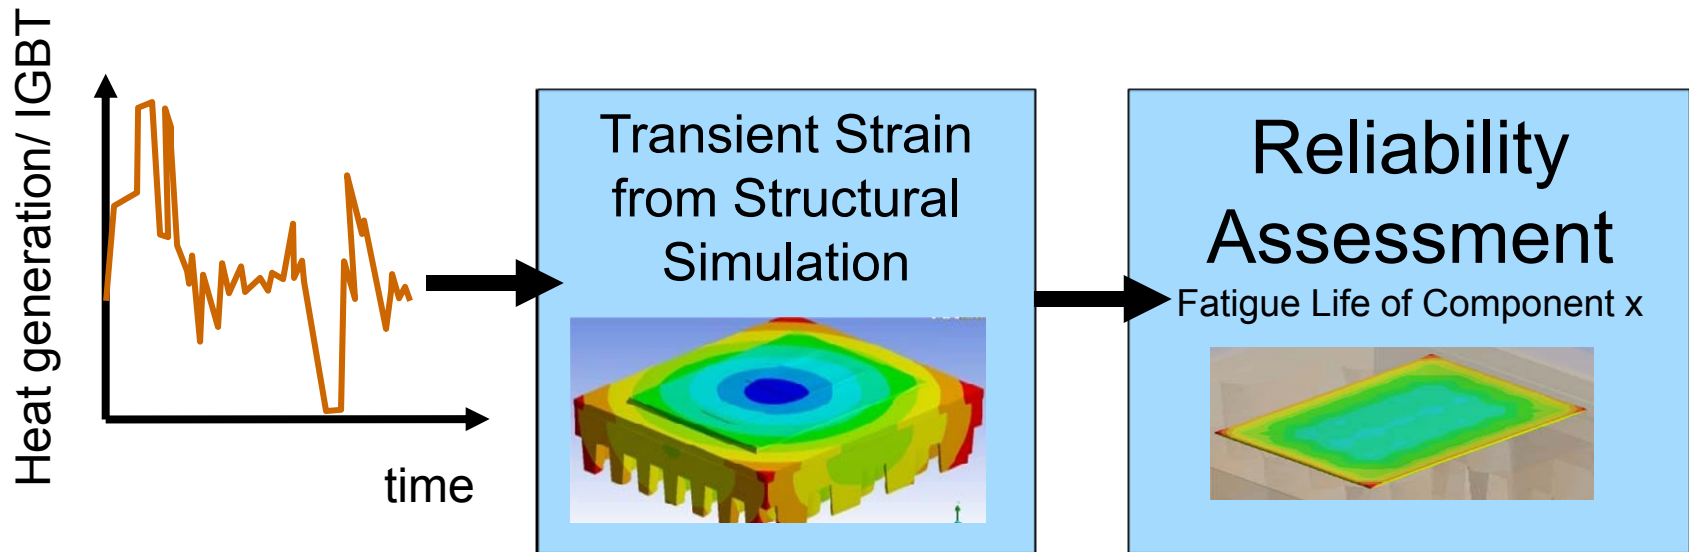 Heat generation/ IGBT
time
Transient Strain
from Structural
Simulation
Reliability
Assessment
Fatigue Life of Component x